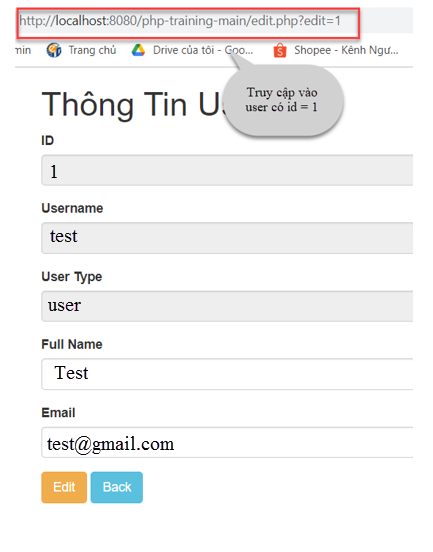 http://localhost:8080/php-training-main/edit.php?edit=1
min Trang chủ Drive của tôi - Goo... Shopee - Kênh Ngư...
Truy cập vào
user có id = 1
Thông Tin Us
ID
1
Username
test
User Type
user
Full Name
Test
Email
test@gmail.com
Edit Back